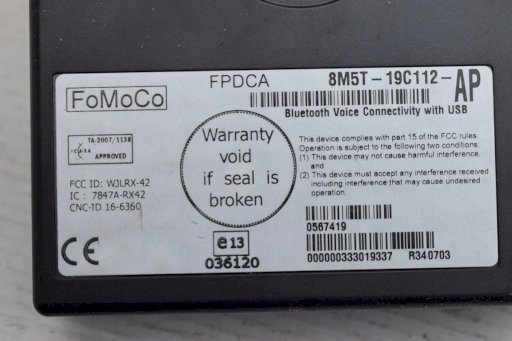 FoMoCo
FPDCA
8M5T-19C112-AP
Bluetooth Voice Connectivity with USB
TA-2007/1138
ICASA APPROVED
Warranty
void
if seal is
broken
This device complies with part 15 of the FCC rules.
Operation is subject to the following two conditions
(1) This device may not cause harmful interference,
and
(2) This device must accept any interference received
including interference that may cause undesired
operation.
FCC ID: WJLRX-42
IC : 7847A-RX42
CNC-ID 16-6360
CE
e13
036120
0567419
000000333019337 R340703